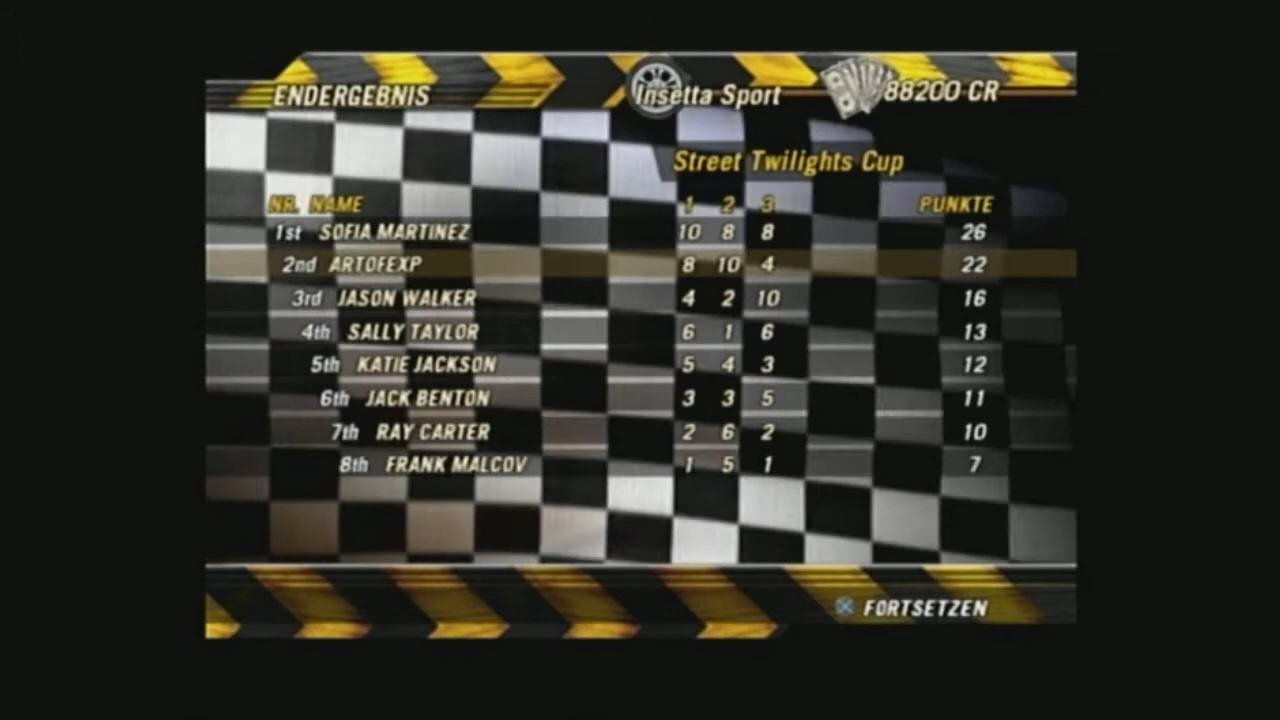 ENDERGEBNIS Insetta Sport 88200 CR
Street Twilights Cup
NR. NAME 1 2 3 PUNKTE
1st SOFIA MARTINEZ 10 8 8 26
2nd ARTOFEXP 8 10 4 22
3rd JASON WALKER 4 2 10 16
4th SALLY TAYLOR 6 1 6 13
5th KATIE JACKSON 5 4 3 12
6th JACK BENTON 3 3 5 11
7th RAY CARTER 2 6 2 10
8th FRANK MALCOV 1 5 1 7
FORTSETZEN